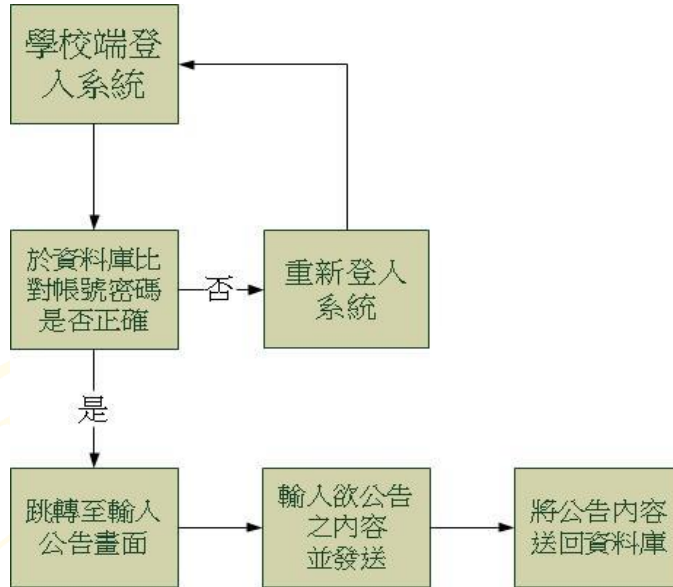 學校端登
入系統
於資料庫比
對帳號密碼
是否正確
否
重新登入
系統
是
跳轉至輸入
公告畫面
輸入欲公告
之內容
並發送
將公告內容
送回資料庫